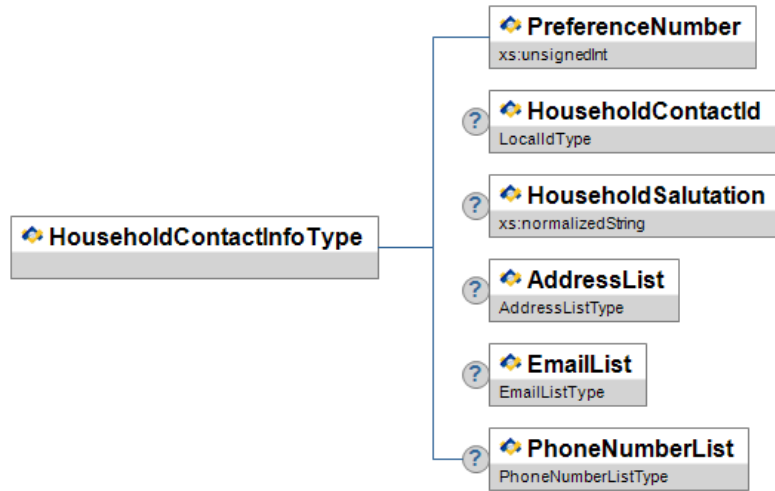 PreferenceNumber
xs:unsignedInt
?
HouseholdContactId
LocalIdType
?
HouseholdSalutation
xs:normalizedString
HouseholdContactInfoType
?
AddressList
AddressListType
?
EmailList
EmailListType
?
PhoneNumberList
PhoneNumberListType